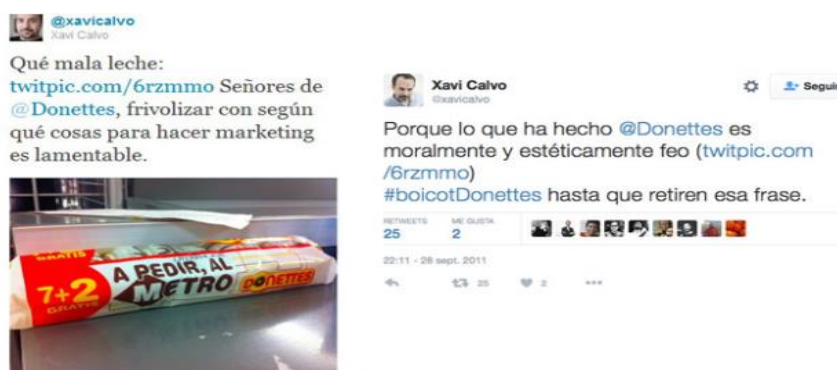 @xavicalvo
Xavi Calvo
Qué mala leche:
twitpic.com/6rzmmo Señores de
@Donettes, frivolizar con según
qué cosas para hacer marketing
es lamentable.
GRATIS
7+2
GRATIS
A PEDIR, AL
METRO
DONETTES
Xavi Calvo
@xavicalvo
Seguir
Porque lo que ha hecho @Donettes es
moralmente y estéticamente feo (twitpic.com
/6rzmmo)
#boicotDonettes hasta que retiren esa frase.
RETWEETS
ME GUSTA
25
2
22:11 - 28 sept. 2011
25
2